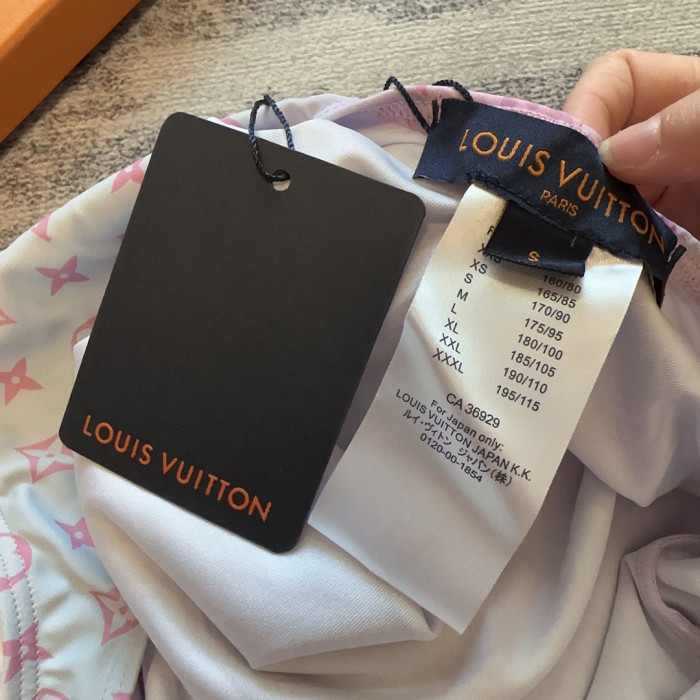 LOUIS VUITTON
PARIS
S
XXS 160/80
XS 165/85
S 170/90
M 175/95
L 180/100
XL 185/105
XXL 190/110
XXXL 195/115
CA 36929
For Japan only:
LOUIS VUITTON JAPAN K.K.
ルイ・ヴィトン ジャパン(株)
0120-00-1854
LOUIS VUITTON